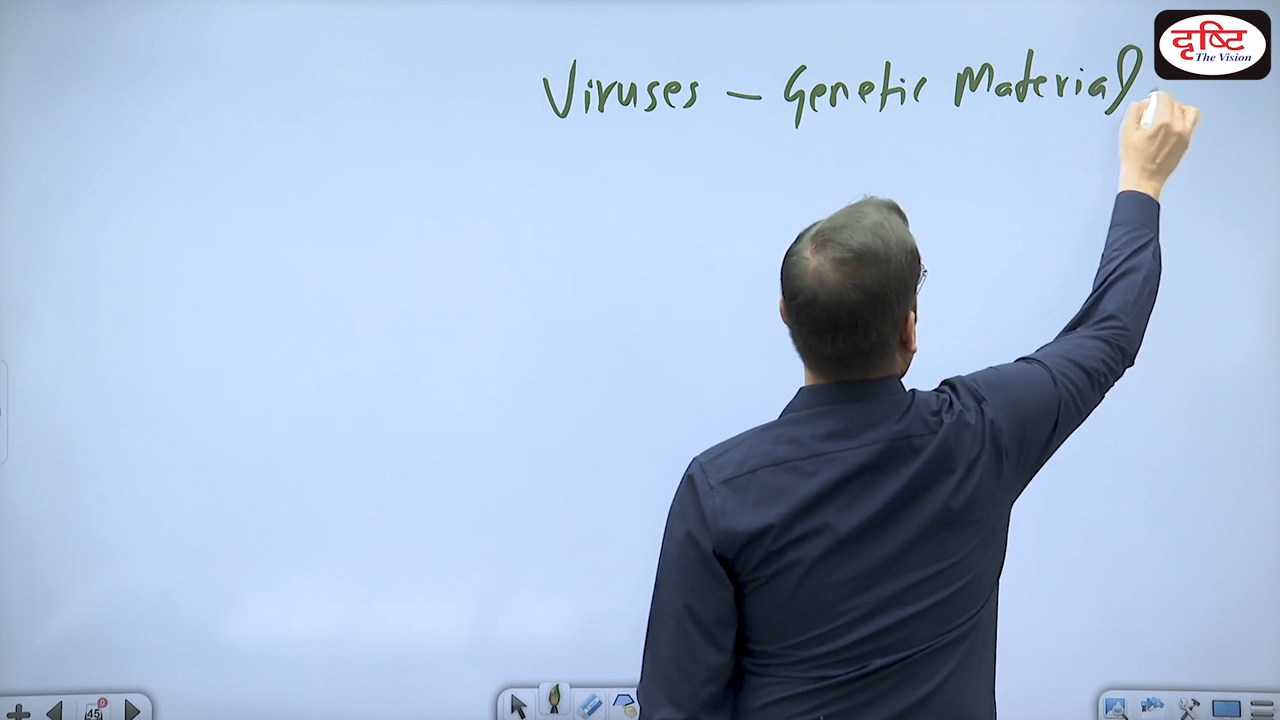 Viruses - Genetic Material
दृष्टि
The Vision
45